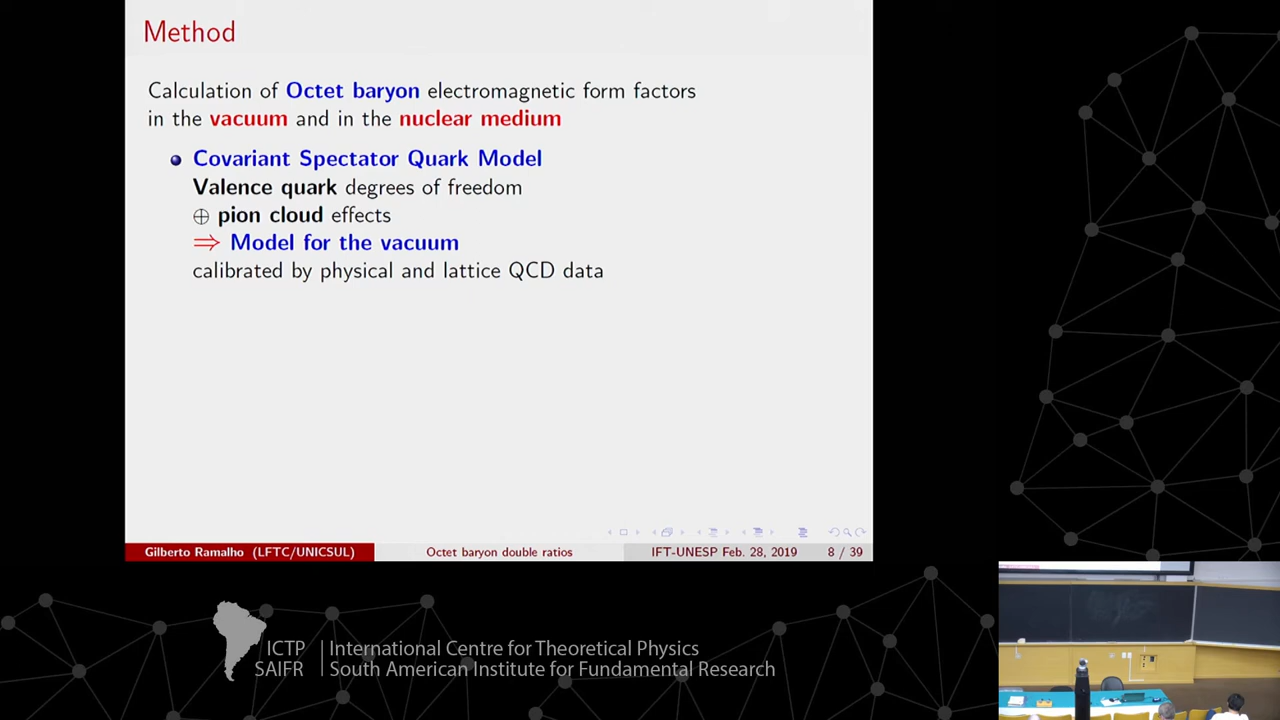 Method
Calculation of Octet baryon electromagnetic form factors
in the vacuum and in the nuclear medium
Covariant Spectator Quark Model
Valence quark degrees of freedom
⊕ pion cloud effects
⇒ Model for the vacuum
calibrated by physical and lattice QCD data
Gilberto Ramalho (LFTC/UNICSUL) Octet baryon double ratios IFT-UNESP Feb. 28, 2019 8 / 39
ICTP International Centre for Theoretical Physics
SAIFR South American Institute for Fundamental Research